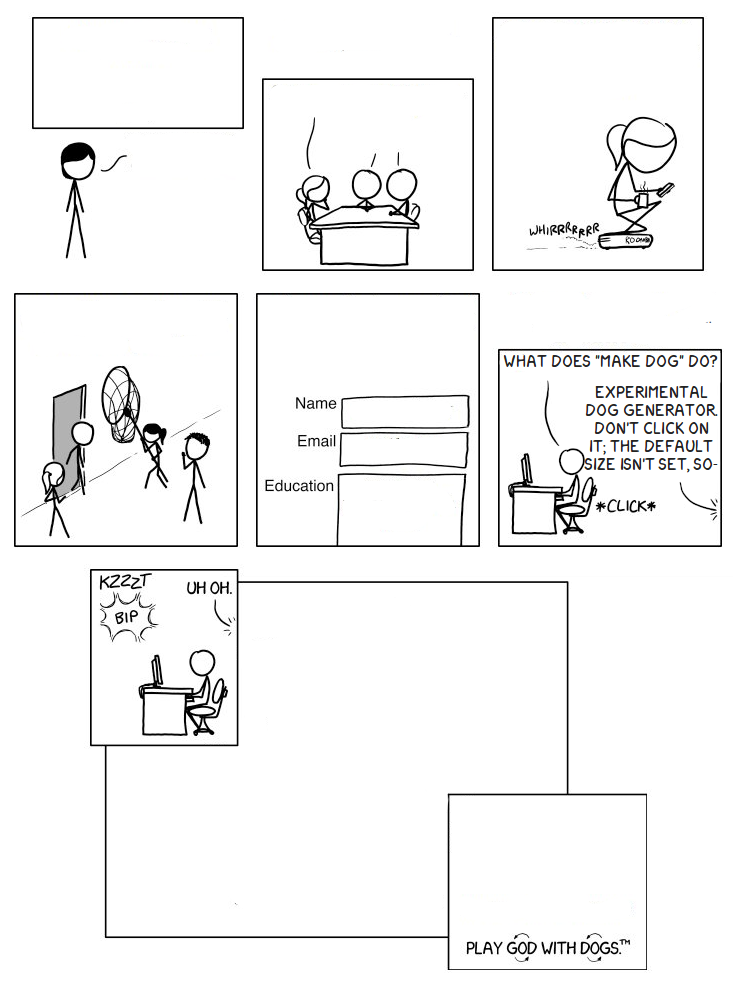 WHIRRRRRRR
ROOMBA
Name
Email
Education
WHAT DOES "MAKE DOG" DO?
EXPERIMENTAL
DOG GENERATOR.
DON'T CLICK ON
IT; THE DEFAULT
SIZE ISN'T SET, SO-
*CLICK*
KZZZT
BIP
UH OH.
PLAY GOD WITH DOGS.™